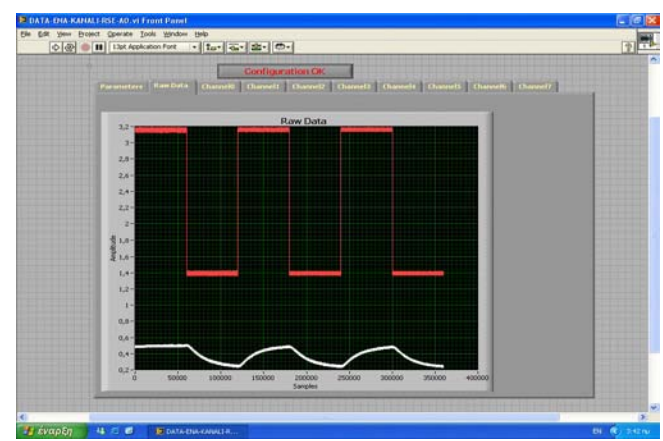 DATA-ENA-KANALI-RSE-AO.vi Front Panel
File Edit View Project Operate Tools Window Help
13pt Application Font
Configuration OK
Parameters Raw Data Channel0 Channel1 Channel2 Channel3 Channel4 Channel5 Channel6 Channel7
Raw Data
3,2
3
2,8
2,6
2,4
2,2
2
1,8
1,6
1,4
1,2
1
0,8
0,6
0,4
0,2
Amplitude
0 50000 100000 150000 200000 250000 300000 350000 400000
Samples
έναρξη
DATA-ENA-KANALI-R...
EN
3:42 πμ